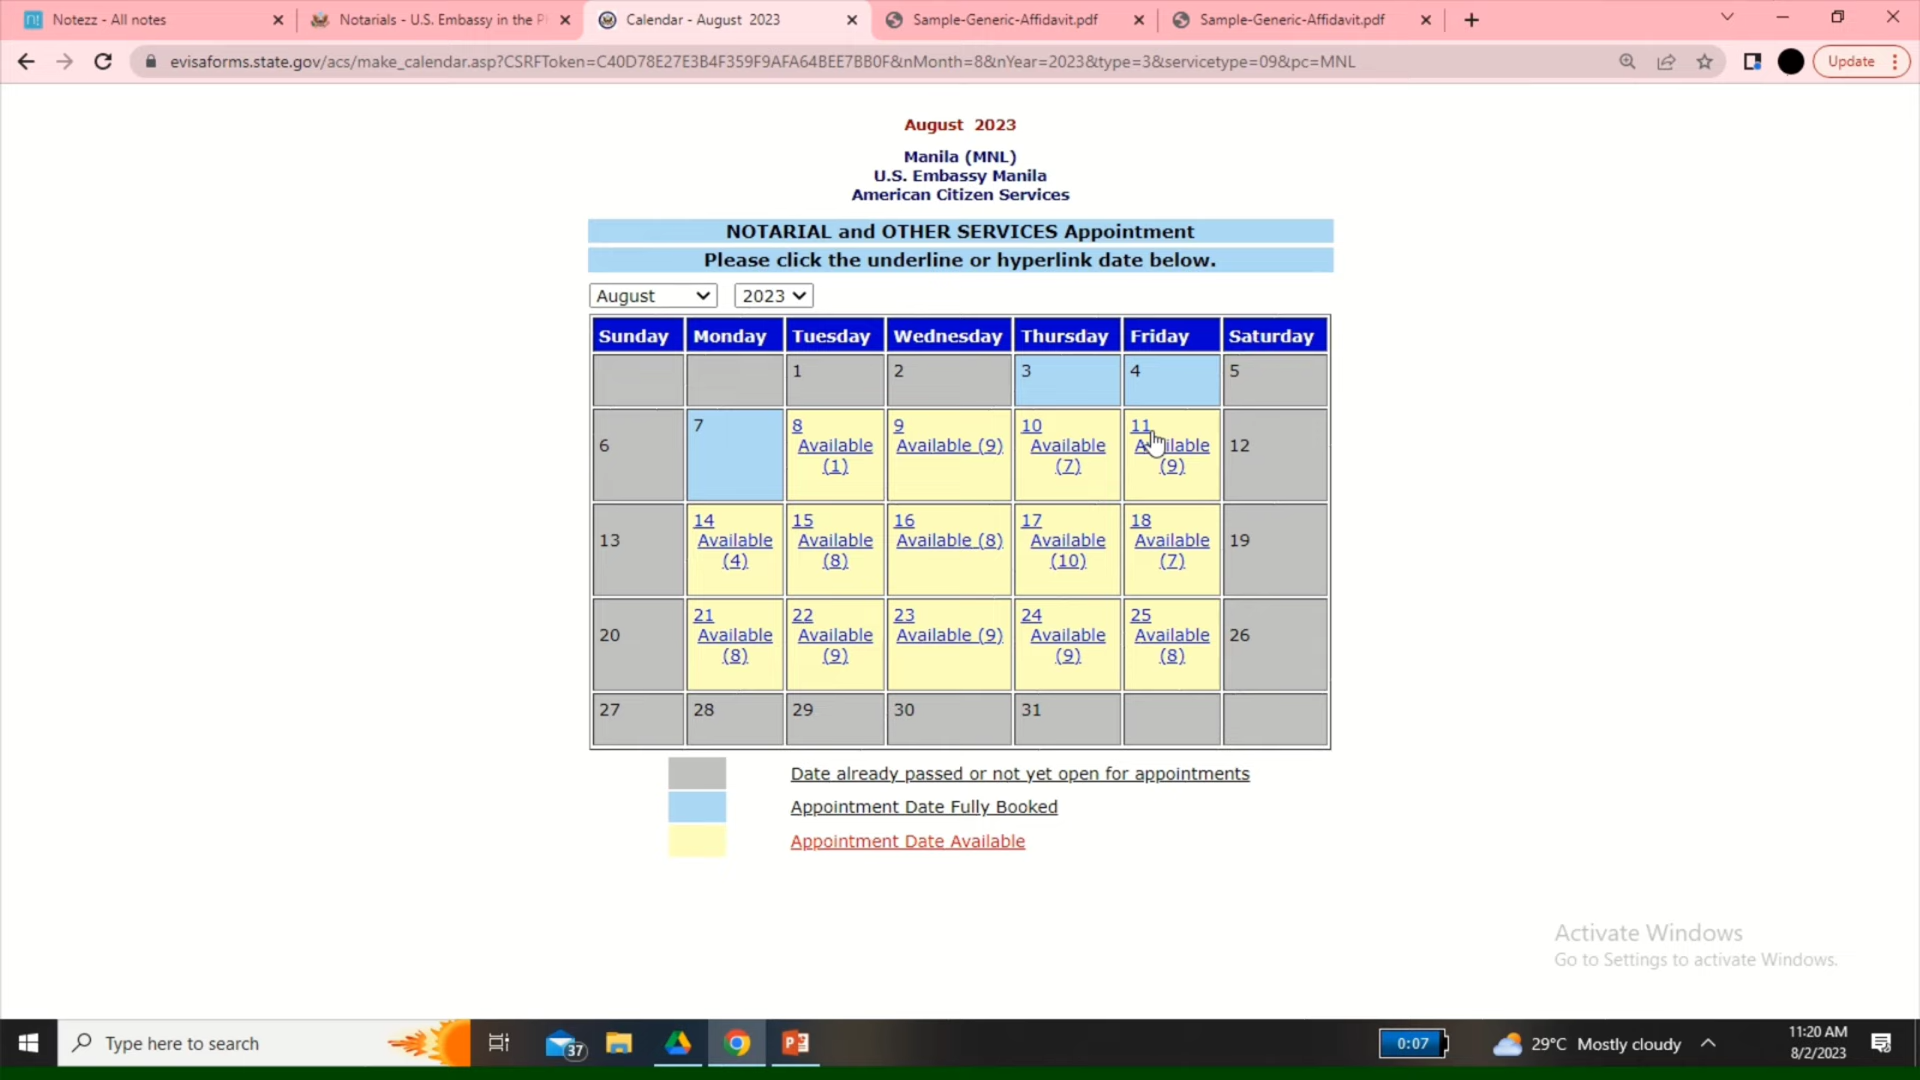 Notezz - All notes
Notarials - U.S. Embassy in the P
Calendar - August 2023
Sample-Generic-Affidavit.pdf
Sample-Generic-Affidavit.pdf
evisaforms.state.gov/acs/make_calendar.asp?CSRFToken=C40D78E27E3B4F359F9AFA64BEE7BB0F&nMonth=8&nYear=2023&type=3&servicetype=09&pc=MNL
Update
August 2023
Manila (MNL)
U.S. Embassy Manila
American Citizen Services
NOTARIAL and OTHER SERVICES Appointment
Please click the underline or hyperlink date below.
August 2023
Sunday Monday Tuesday Wednesday Thursday Friday Saturday
1 2 3 4 5
6 7 8 Available (1) 9 Available (9) 10 Available (7) 11 Available (9) 12
13 14 Available (4) 15 Available (8) 16 Available (8) 17 Available (10) 18 Available (7) 19
20 21 Available (8) 22 Available (9) 23 Available (9) 24 Available (9) 25 Available (8) 26
27 28 29 30 31
Date already passed or not yet open for appointments
Appointment Date Fully Booked
Appointment Date Available
Activate Windows
Go to Settings to activate Windows.
Type here to search
37
0:07
29°C Mostly cloudy
11:20 AM
8/2/2023